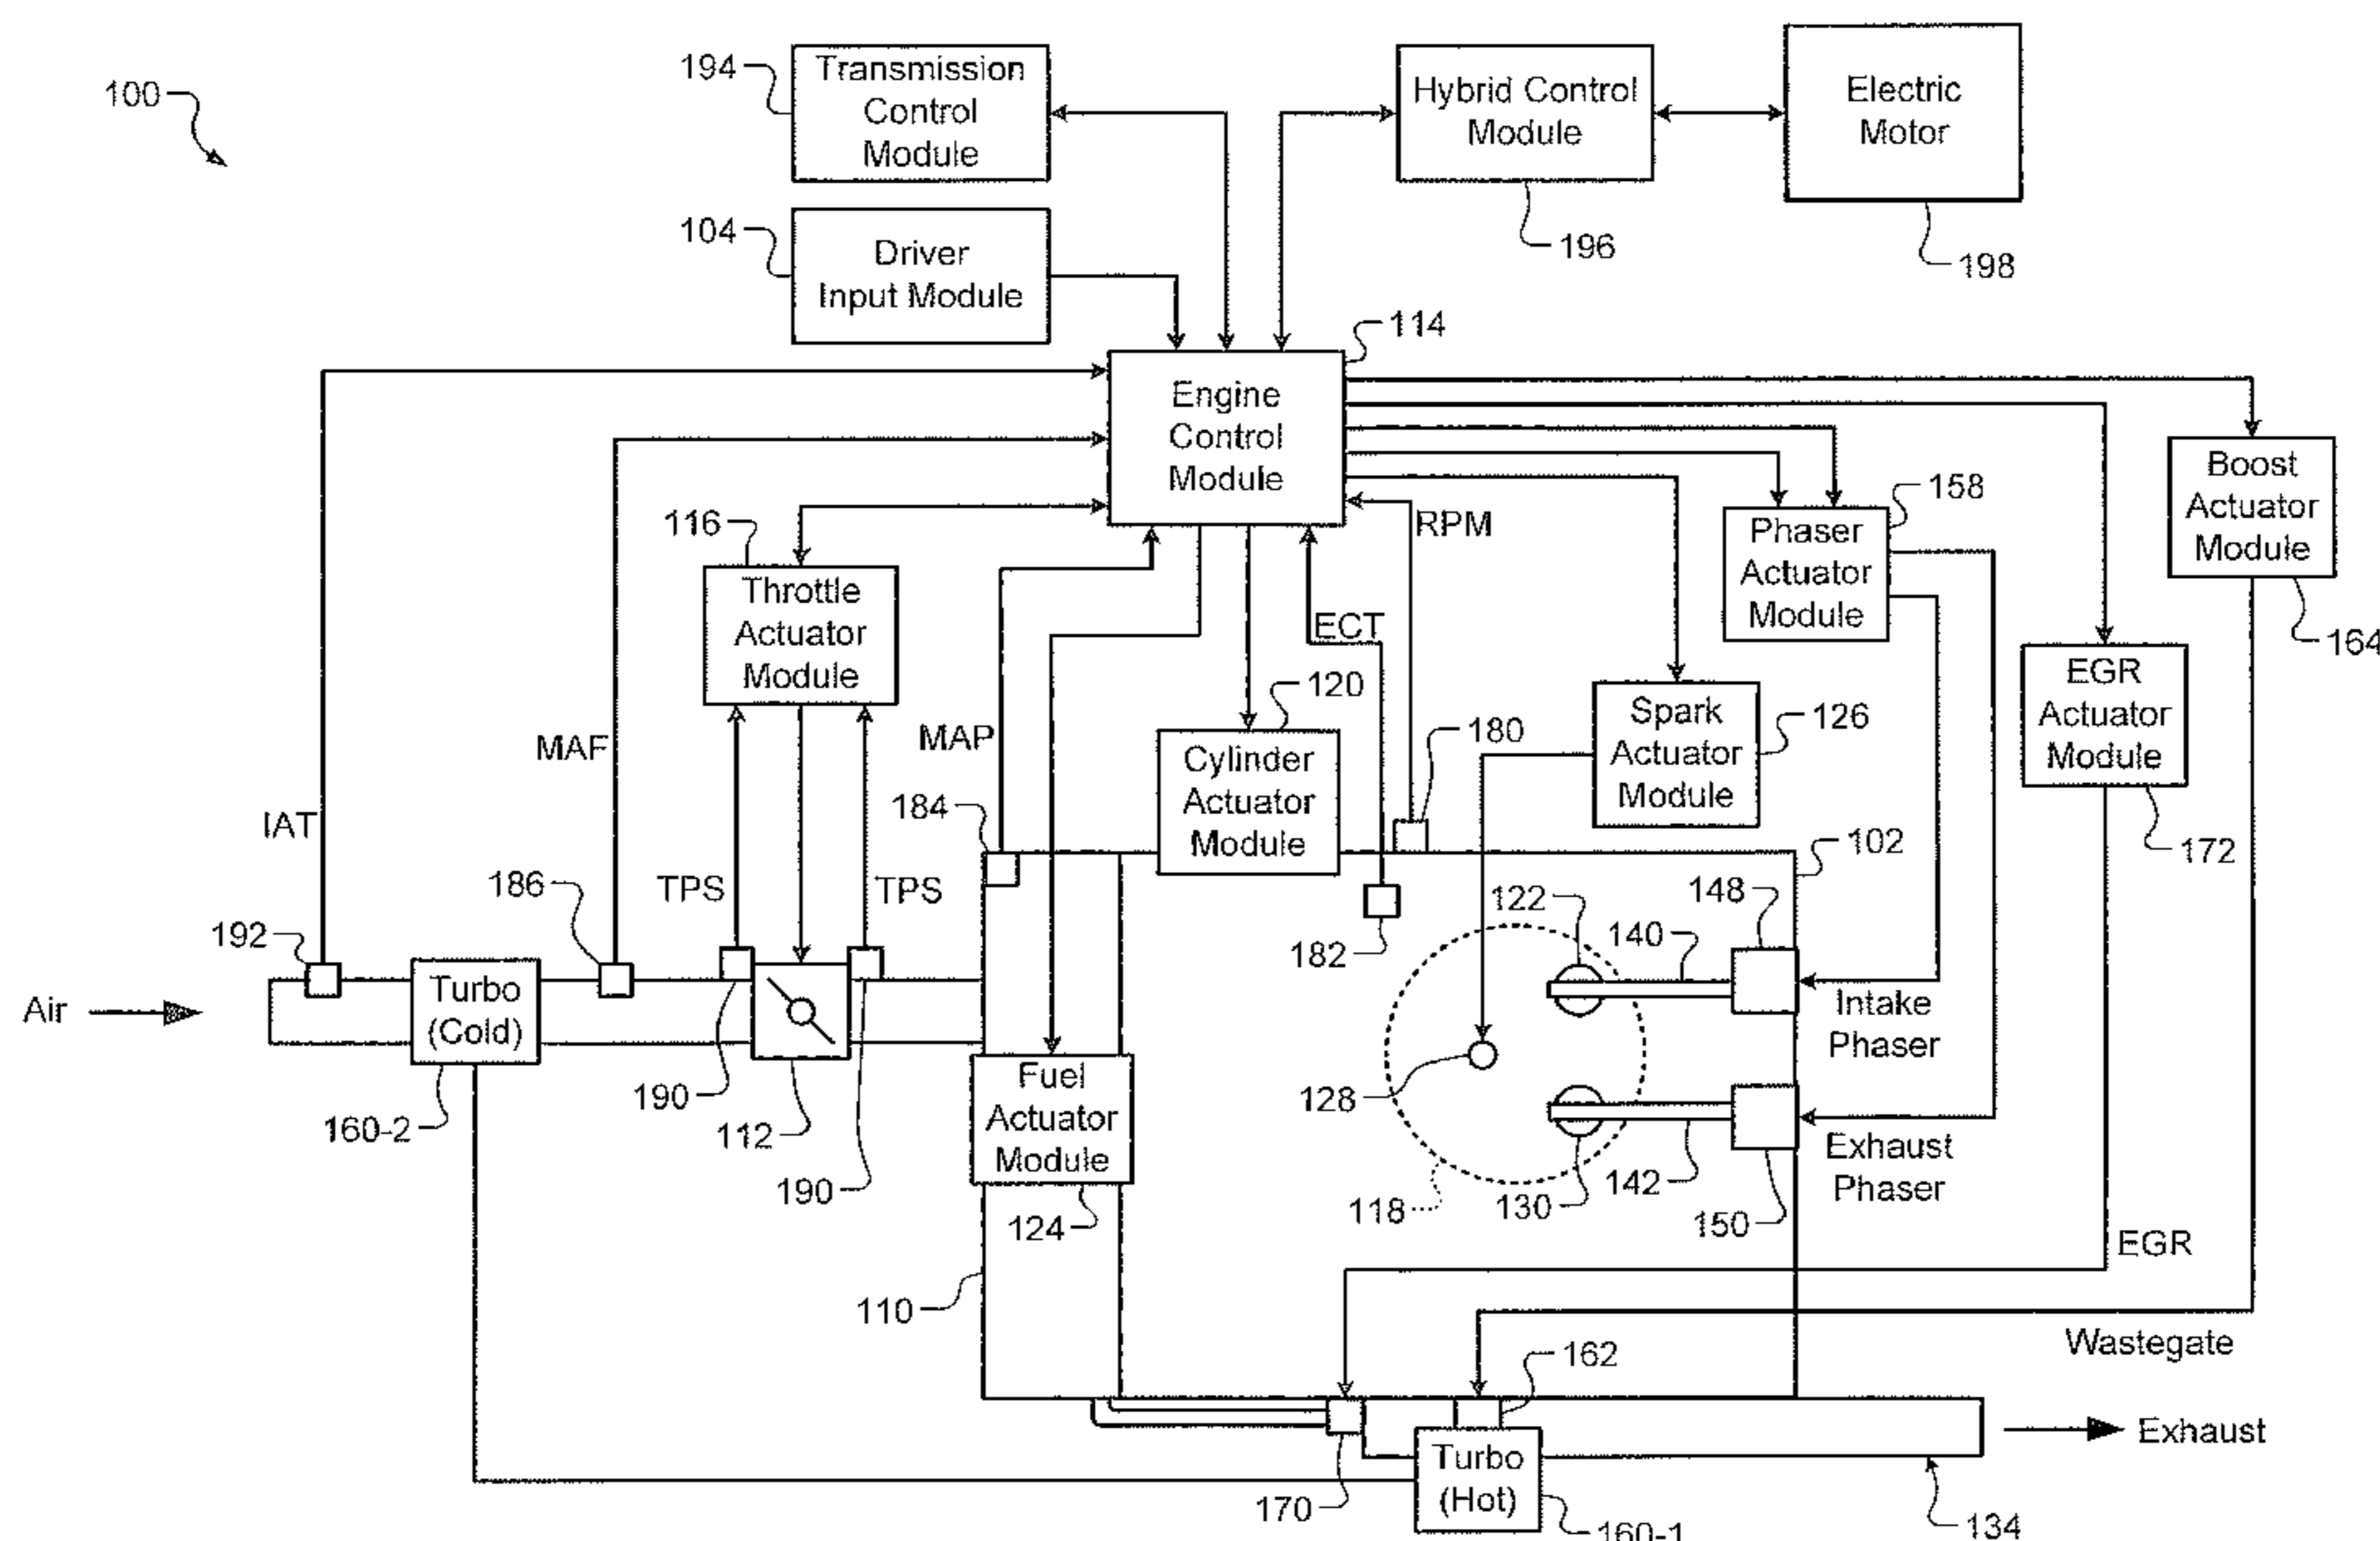 100
194
Transmission
Control
Module
Hybrid Control
Module
196
Electric
Motor
198
104
Driver
Input Module
114
Engine
Control
Module
116
Throttle
Actuator
Module
RPM
ECT
158
Phaser
Actuator
Module
Boost
Actuator
Module
164
EGR
Actuator
Module
172
IAT
MAF
MAP
120
Cylinder
Actuator
Module
180
Spark
Actuator
Module
126
102
184
TPS
TPS
186
192
182
122
140
148
Air
Turbo
(Cold)
160-2
190
112
190
Fuel
Actuator
Module
124
128
118
130
142
150
Intake
Phaser
Exhaust
Phaser
110
EGR
Wastegate
162
170
Turbo
(Hot)
160-1
Exhaust
134